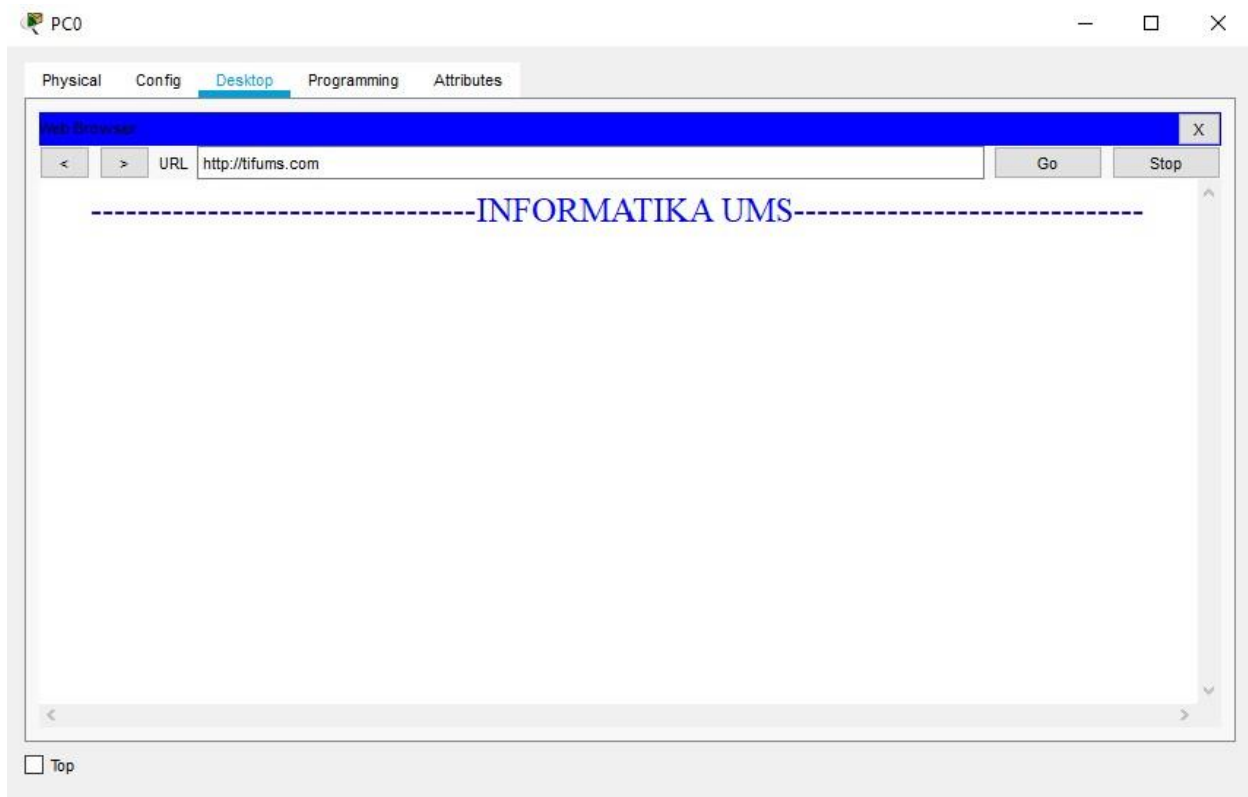 PC0
Physical Config Desktop Programming Attributes
Web Browser
X
< > URL http://tifums.com Go Stop
---------------------------------INFORMATIKA UMS------------------------------
Top